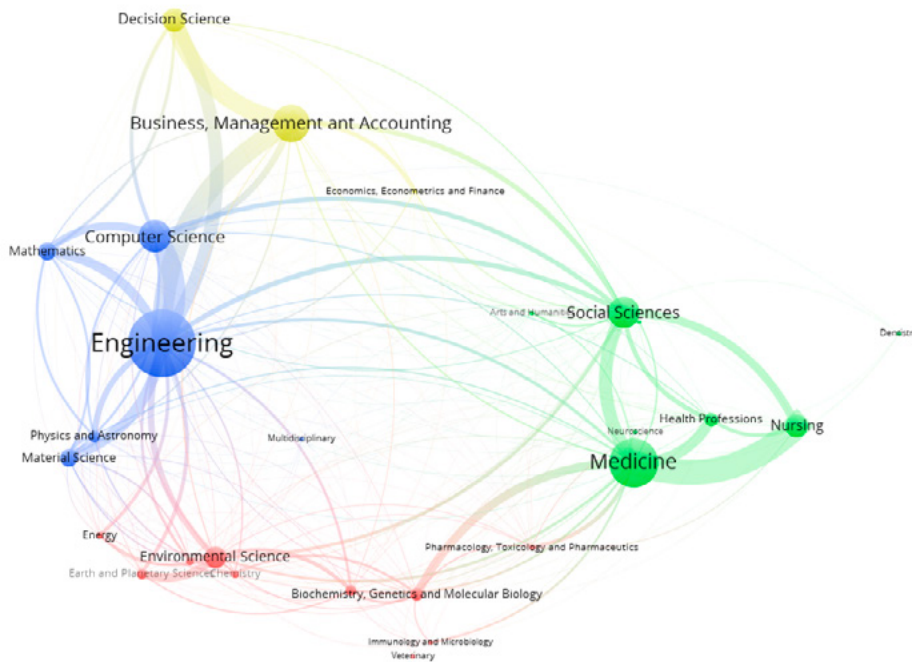 Decision Science
Business, Management ant Accounting
Economics, Econometrics and Finance
Computer Science
Mathematics
Arts and Humanities
Social Sciences
Engineering
Health Professions
Nursing
Neuroscience
Physics and Astronomy
Multidisciplinary
Material Science
Medicine
Energy
Pharmacology, Toxicology and Pharmaceutics
Environmental Science
Earth and Planetary Science
Chemistry
Biochemistry, Genetics and Molecular Biology
Immunology and Microbiology
Veterinary